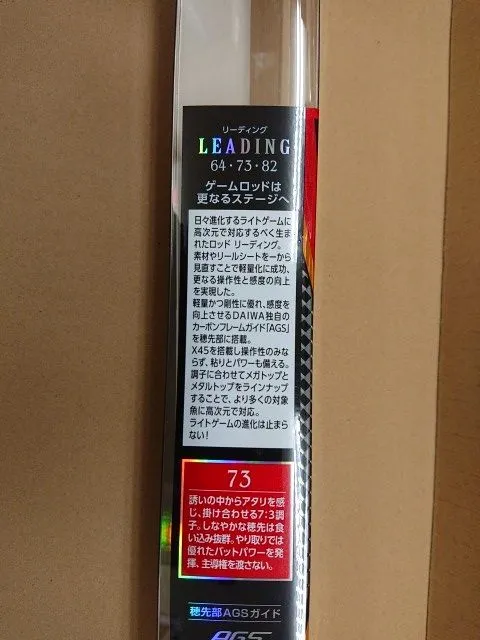 リーディング
LEADING
64・73・82
ゲームロッドは
更なるステージへ
日々進化するライトゲームに
高次元で対応するべく生ま
れたロッド リーディング。
素材やリールシートを一から
見直すことで軽量化に成功、
更なる操作性と感度の向上
を実現した。
軽量かつ剛性に優れ、感度を
向上させるDAIWA独自の
カーボンフレームガイド「AGS」
を穂先部に搭載。
X45を搭載し操作性のみな
らず、粘りとパワーも備える。
調子に合わせてメガトップと
メタルトップをラインナップ
することで、より多くの対象
魚に高次元で対応。
ライトゲームの進化は止まら
ない!
73
誘いの中からアタリを感
じ、掛け合わせる7:3調
子。しなやかな穂先は食
い込み抜群。やり取りでは
優れたバットパワーを発
揮、主導権を渡さない。
穂先部AGSガイド
AGS